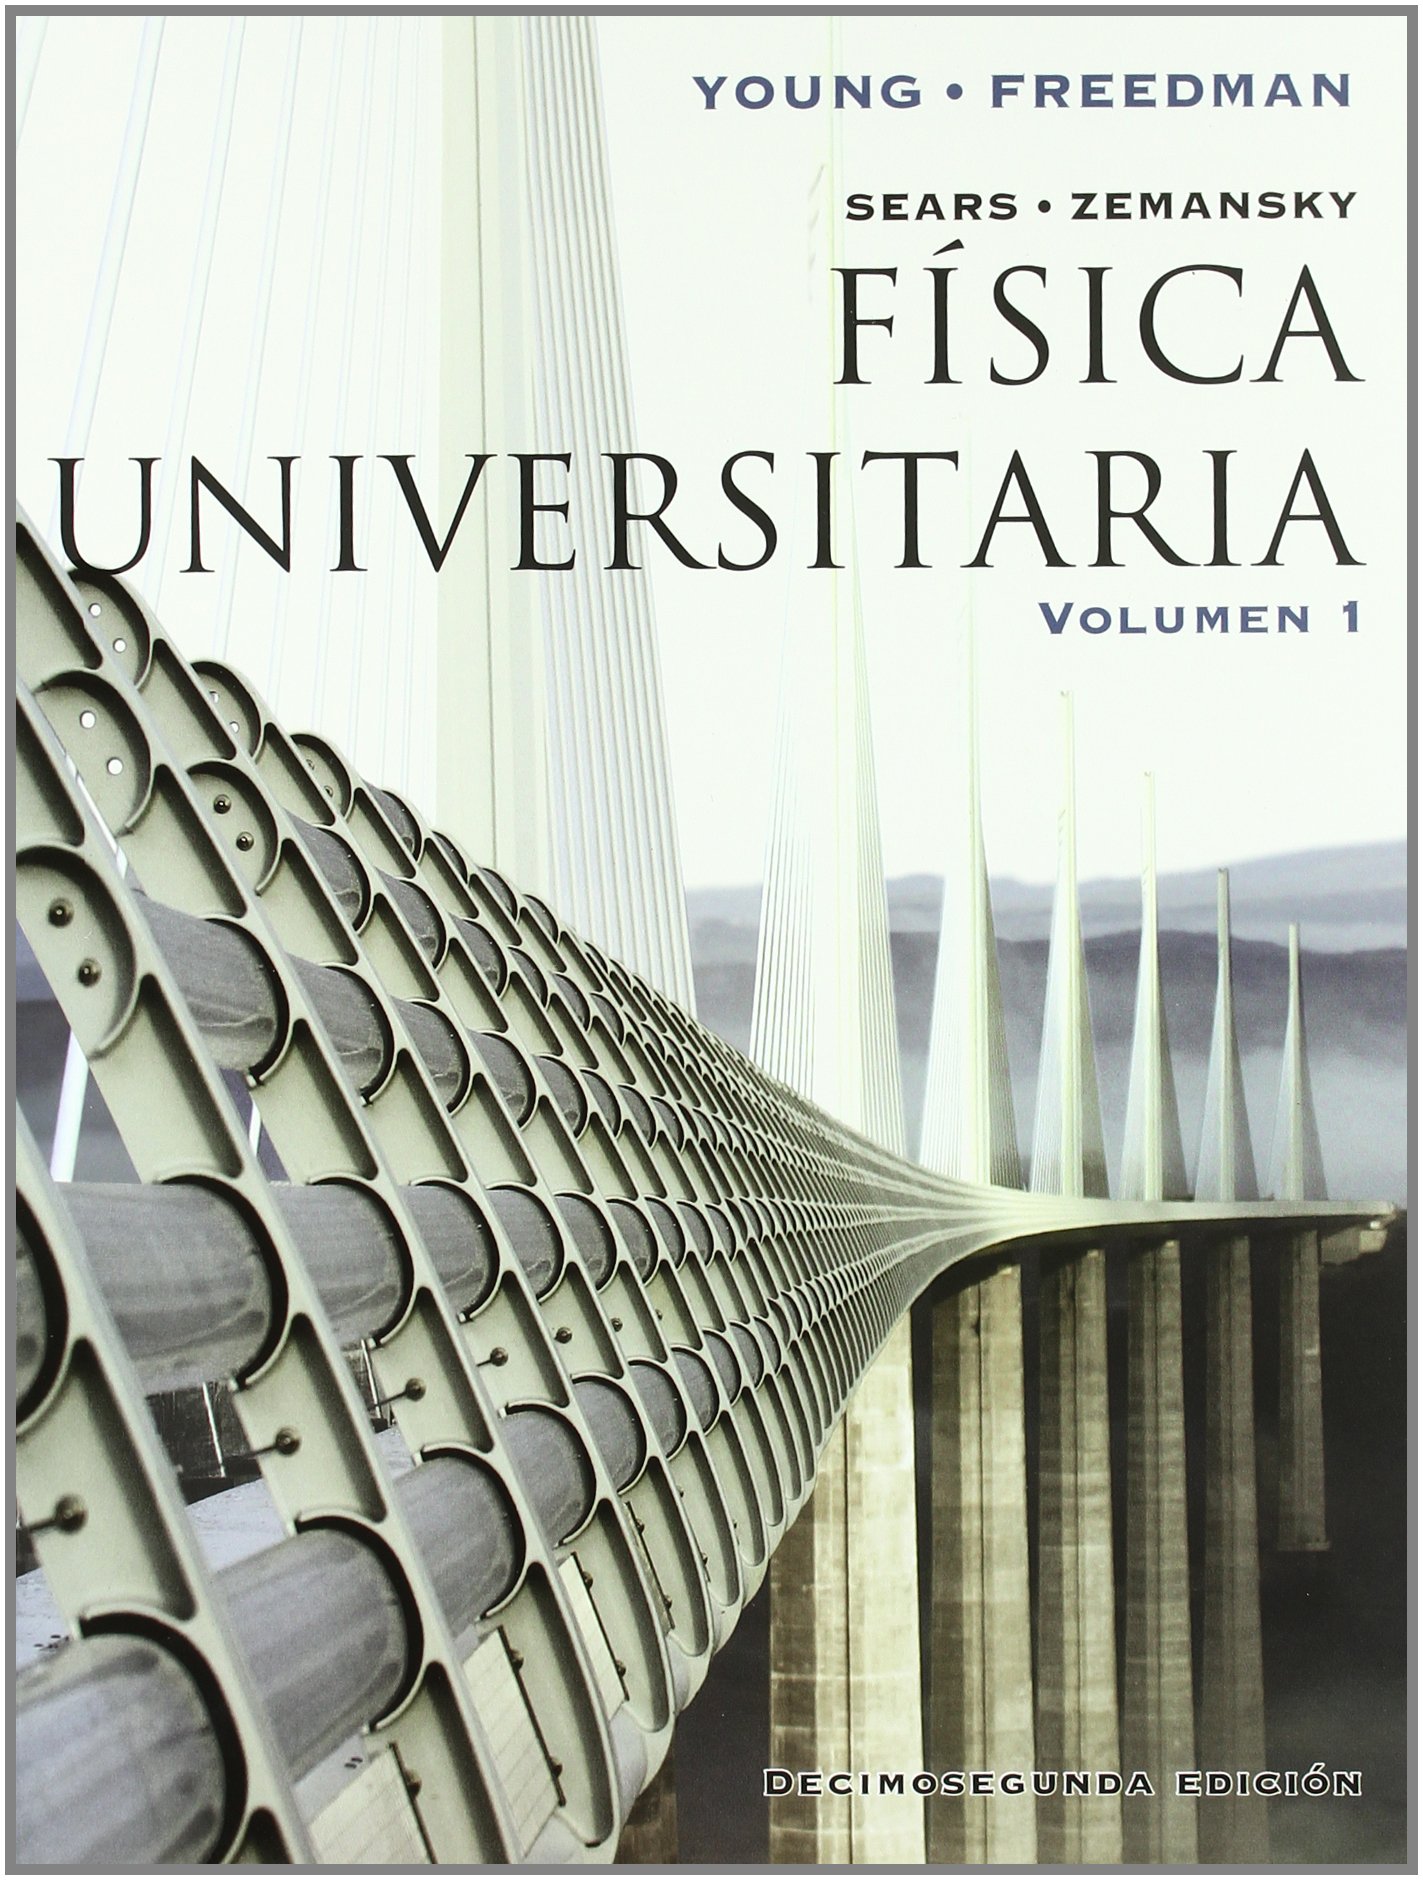 YOUNG • FREEDMAN
SEARS • ZEMANSKY
FÍSICA
UNIVERSITARIA
VOLUMEN 1
DECIMOSEGUNDA EDICIÓN